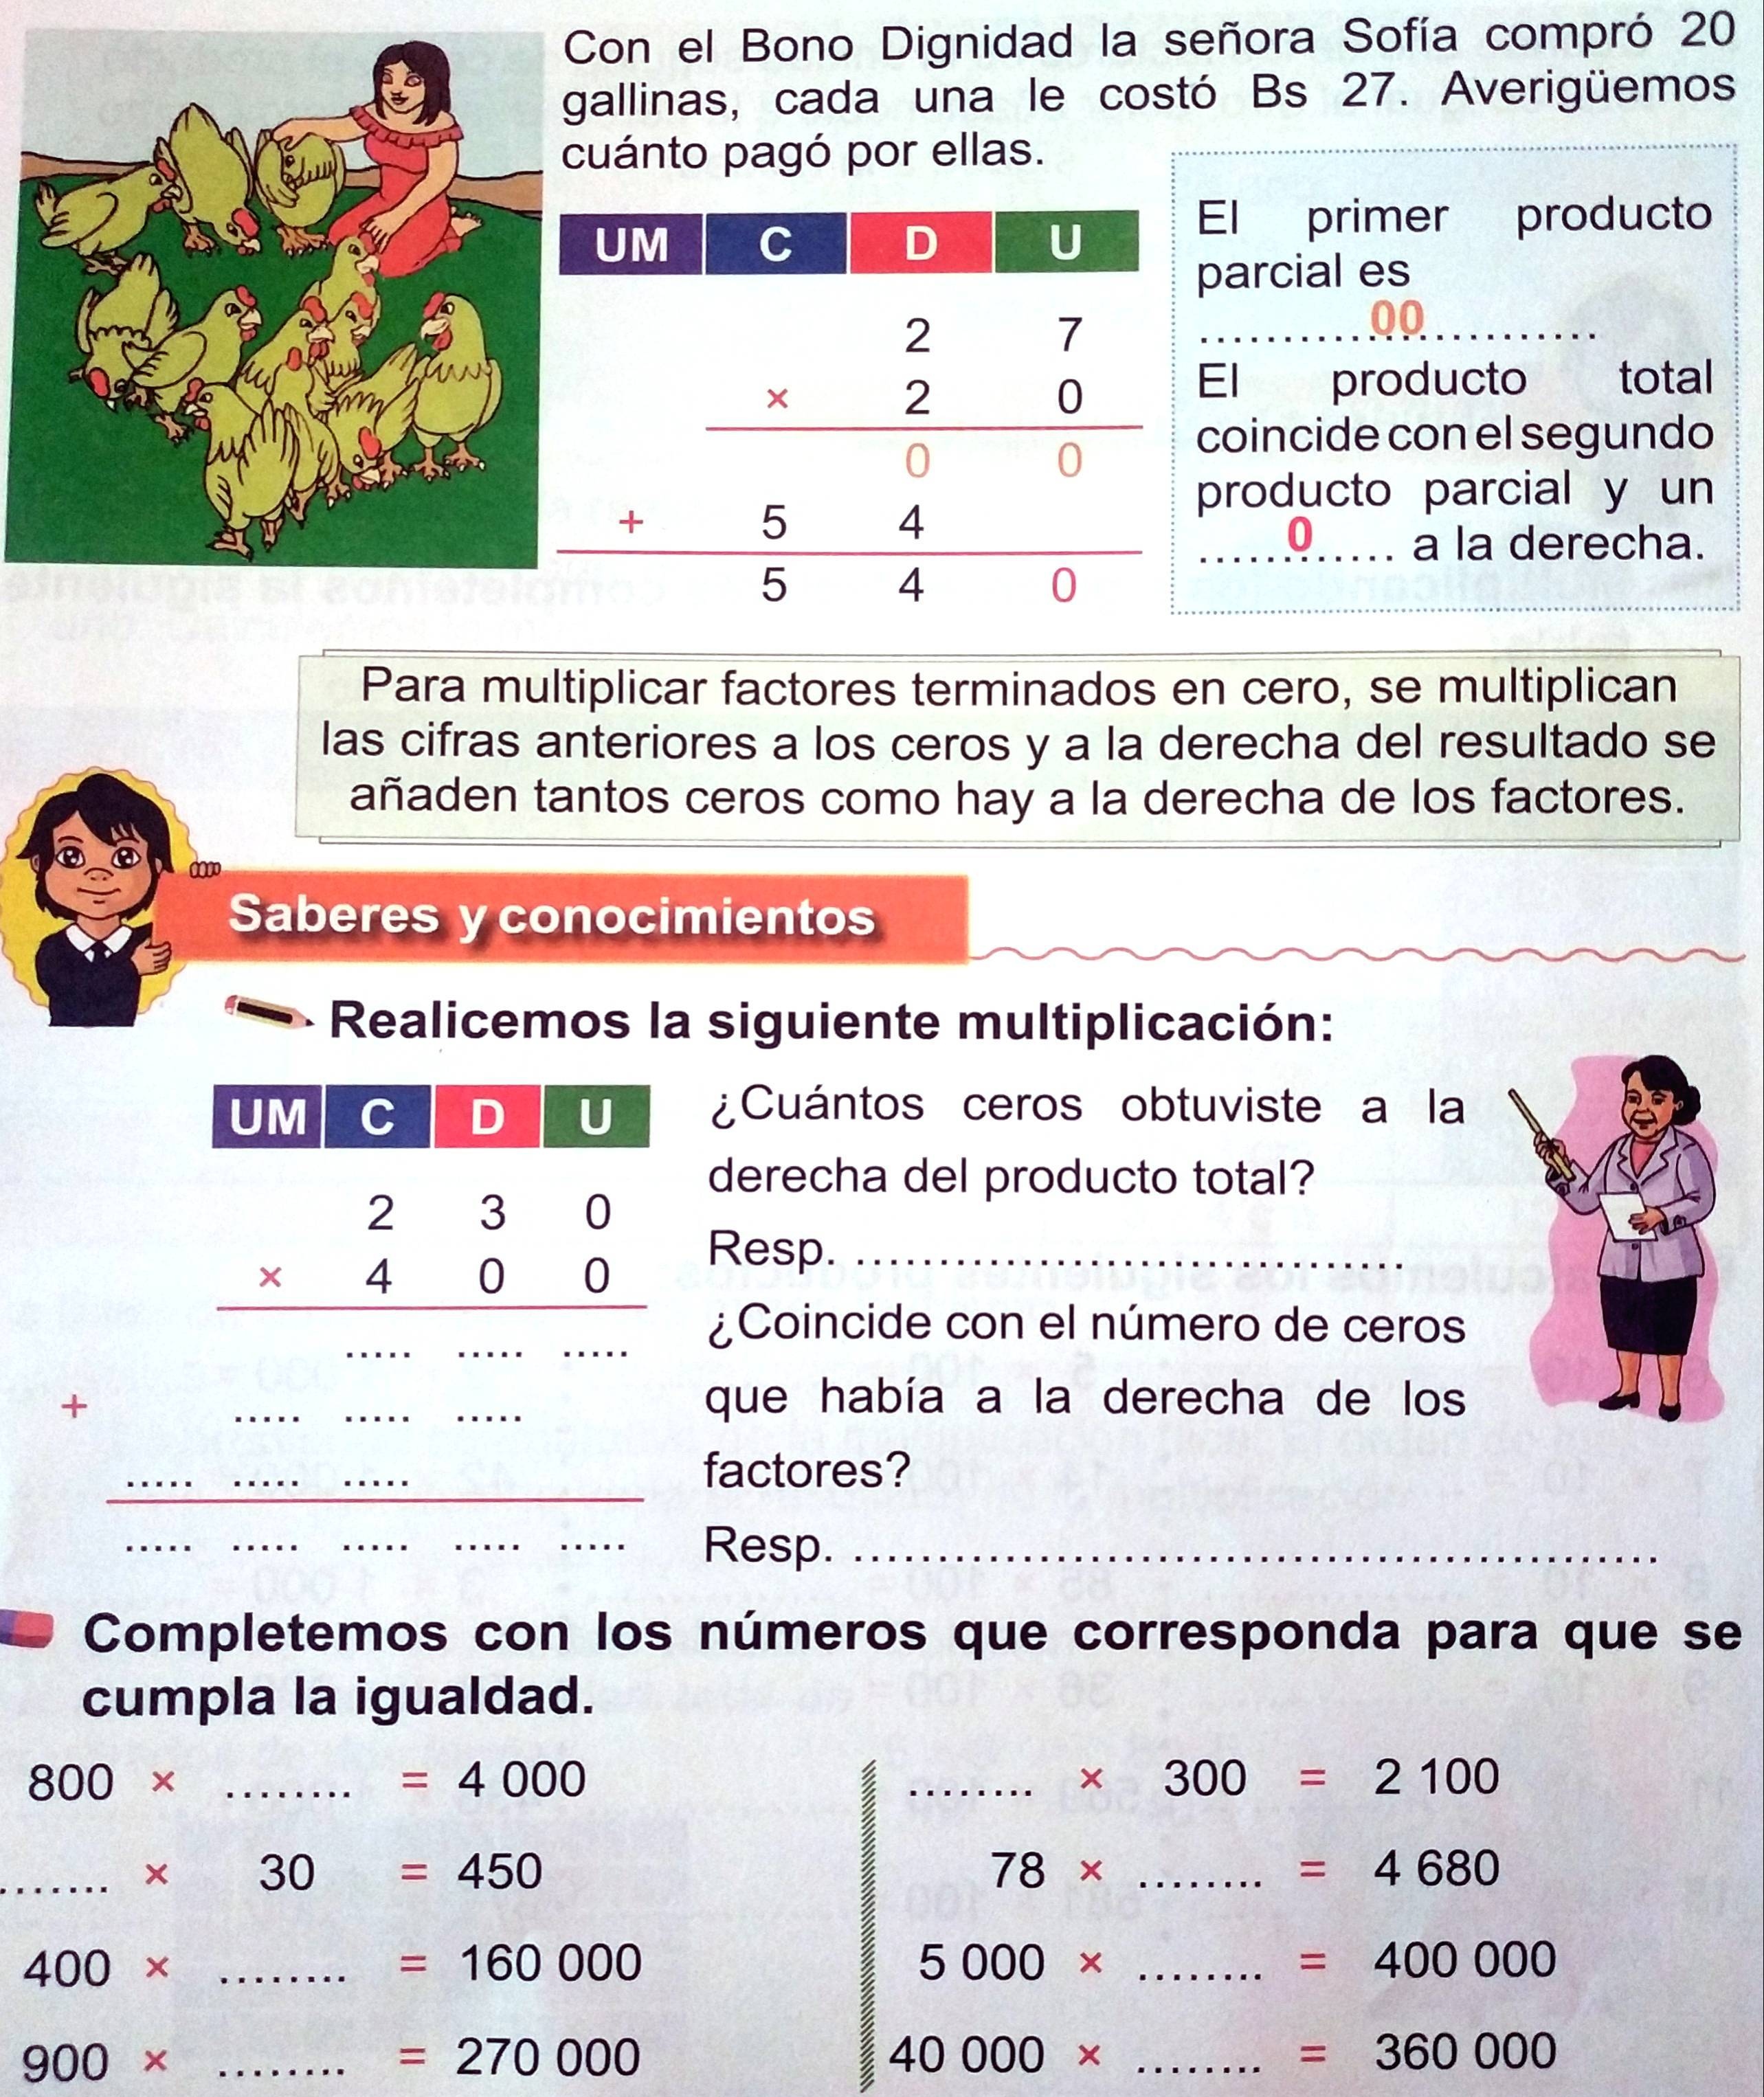 Con el Bono Dignidad la señora Sofía compró 20
gallinas, cada una le costó Bs 27. Averigüemos
cuánto pagó por ellas.
UM C D U
2 7
× 2 0
0 0
+ 5 4
5 4 0
El primer producto
parcial es
..........00..............
El producto total
coincide con el segundo
producto parcial y un
......0...... a la derecha.
Para multiplicar factores terminados en cero, se multiplican
las cifras anteriores a los ceros y a la derecha del resultado se
añaden tantos ceros como hay a la derecha de los factores.
Saberes y conocimientos
Realicemos la siguiente multiplicación:
UM C D U
2 3 0
× 4 0 0
..... ..... .....
+ ..... ..... .....
..... ..... .....
..... ..... ..... ..... .....
¿Cuántos ceros obtuviste a la
derecha del producto total?
Resp. ..................................
¿Coincide con el número de ceros
que había a la derecha de los
factores?
Resp. ..................................................
Completemos con los números que corresponda para que se
cumpla la igualdad.
800 × ........ = 4 000
....... × 30 = 450
400 × ........ = 160 000
900 × ........ = 270 000
........ × 300 = 2 100
78 × ........ = 4 680
5 000 × ........ = 400 000
40 000 × ........ = 360 000